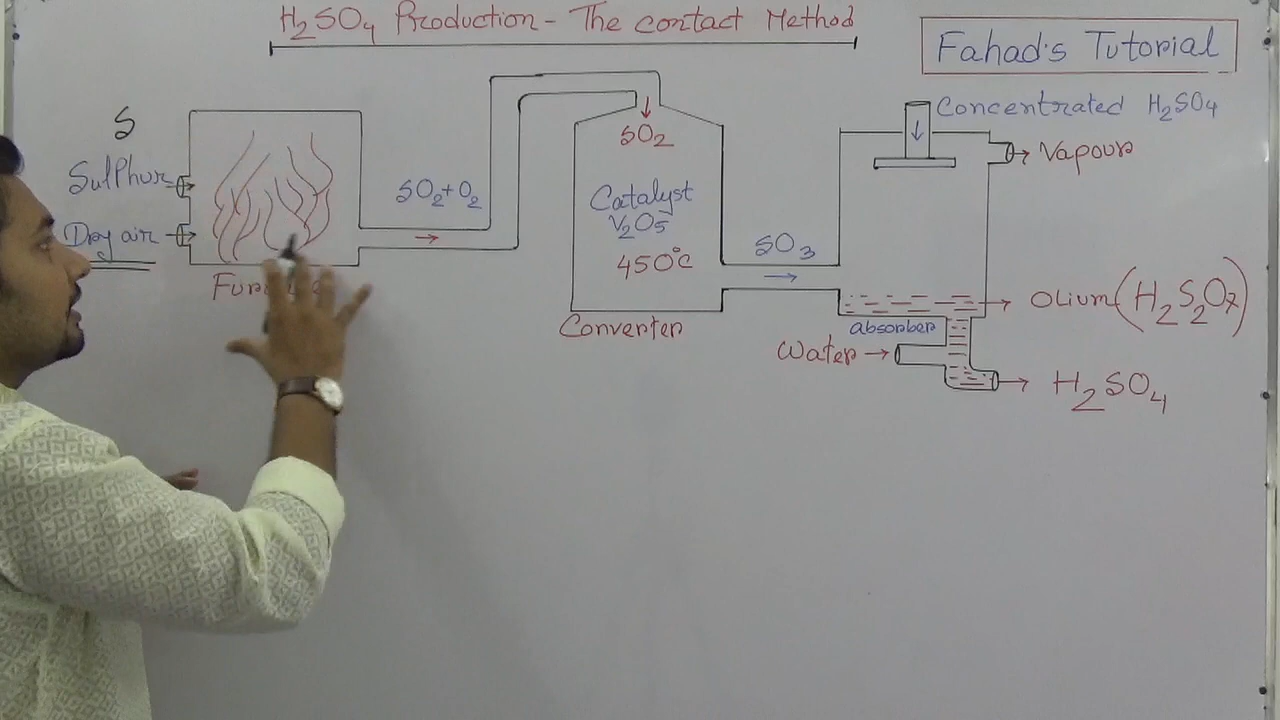 H2SO4 Production - The contact Method
Fahad's Tutorial
S
Sulphur
Dry air
SO2+O2
SO2
Catalyst
V2O5
450°c
Converter
SO3
Concentrated H2SO4
Vapour
Olium (H2S2O7)
absorber
Water
H2SO4